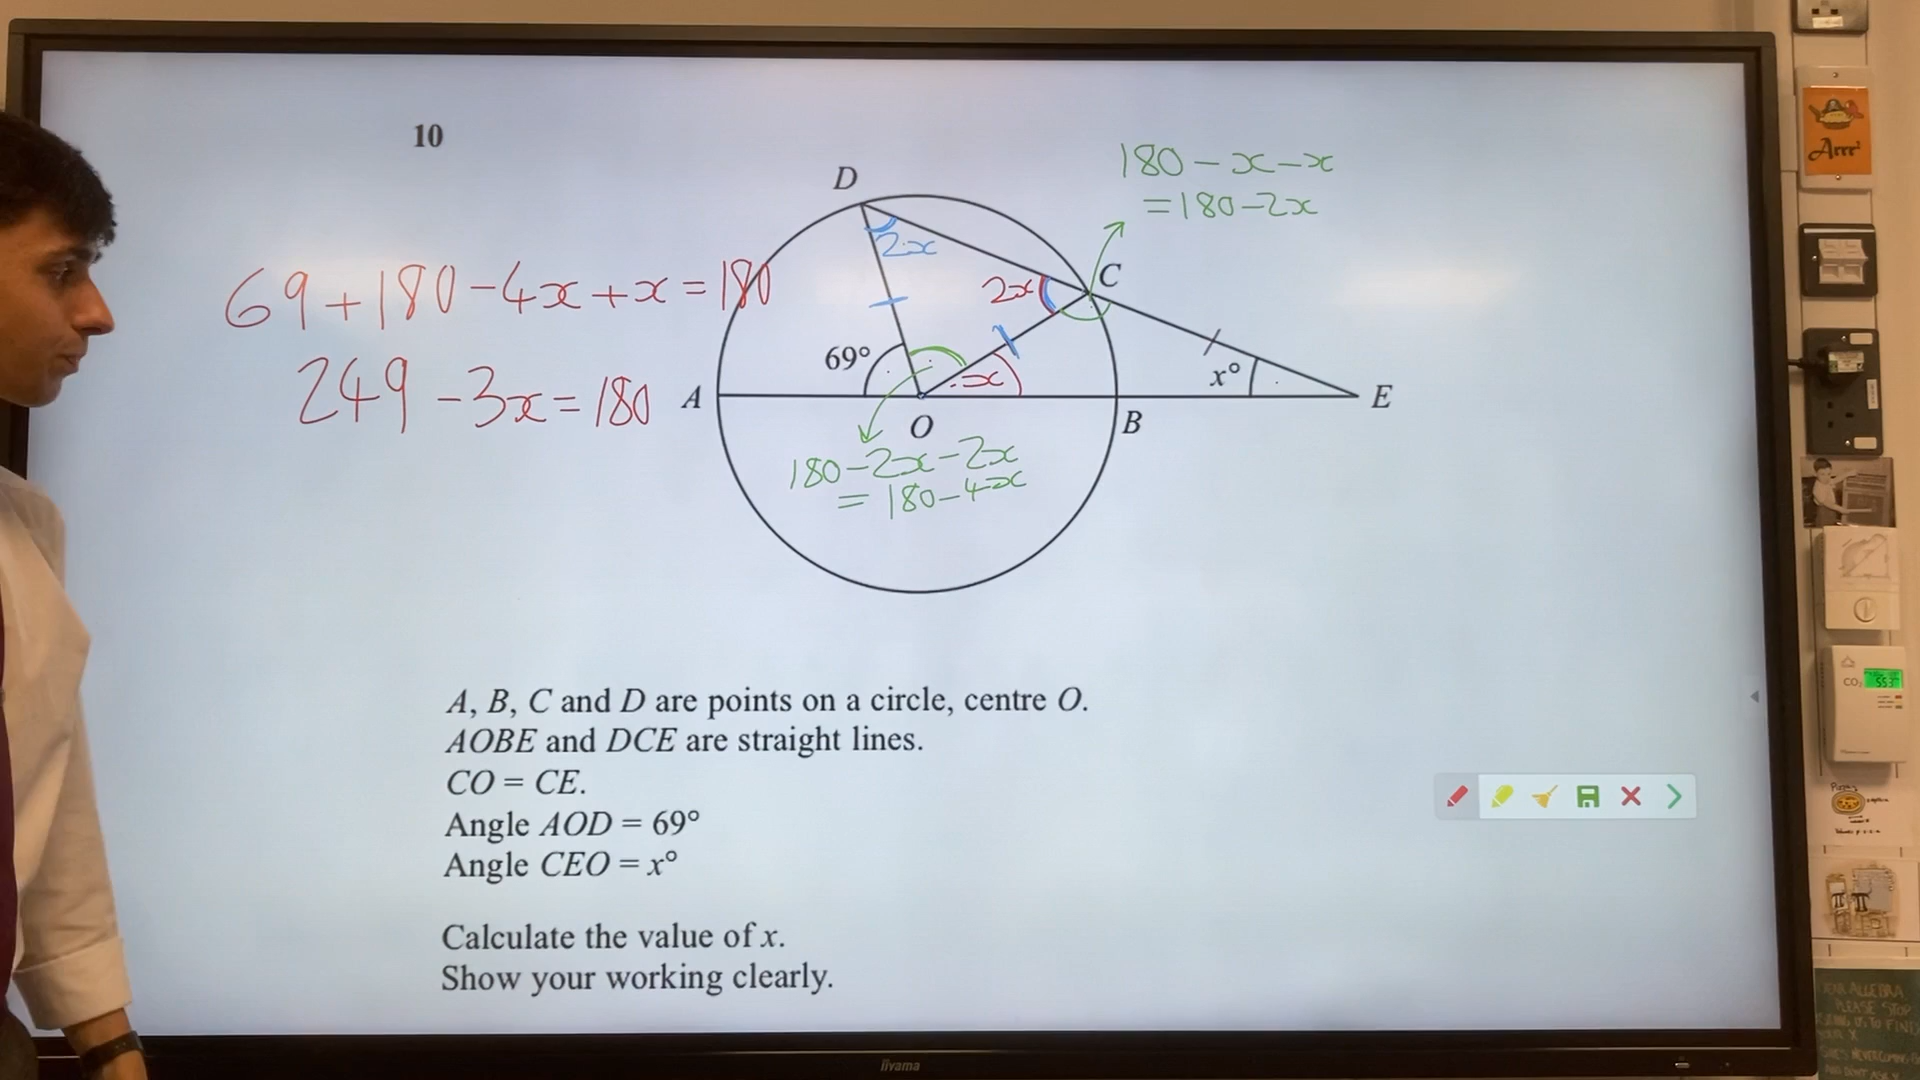 10
D
180-x-x
=180-2x
2x
C
2x
69+180-4x+x=180
69°
x
x°
249-3x=180
A
O
B
E
180-2x-2x
=180-4x
A, B, C and D are points on a circle, centre O.
AOBE and DCE are straight lines.
CO = CE.
Angle AOD = 69°
Angle CEO = x°
Calculate the value of x.
Show your working clearly.
iiyama
Arrr!
CO₂
553